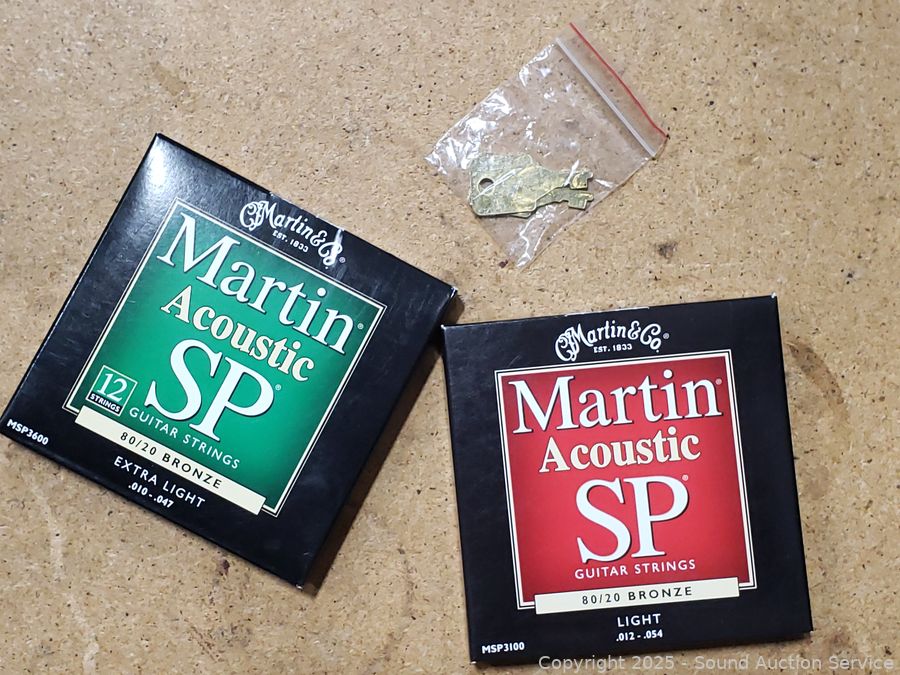 Martin & Co.®
EST. 1833
Martin®
Acoustic
SP®
12
STRINGS
GUITAR STRINGS
80/20 BRONZE
MSP3600
EXTRA LIGHT
.010-.047
Martin & Co.®
EST. 1833
Martin®
Acoustic
SP®
GUITAR STRINGS
80/20 BRONZE
LIGHT
.012-.054
MSP3100
Copyright 2025 - Sound Auction Service